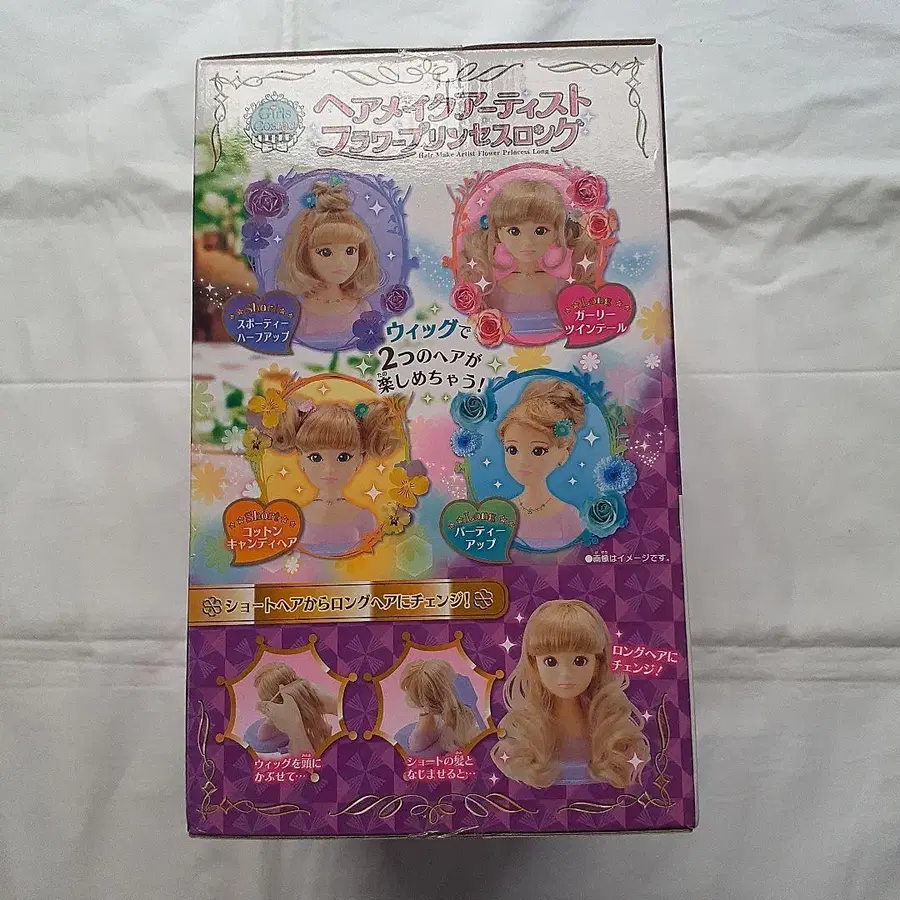 Girls
ヘアメイクアーティスト
フラワープリンセスロング
Hair Make Artist Flower Princess Long
Short
スポーティー
ハーフアップ
Long
ガーリー
ツインテール
ウィッグで
2つのヘアが
楽しめちゃう!
たの
Short
コットン
キャンディヘア
Long
パーティー
アップ
●画像はイメージです。
ショートヘアからロングヘアにチェンジ!
ロングヘアに
チェンジ!
ウィッグを頭に
かぶせて…
ショートの髪と
なじませると…